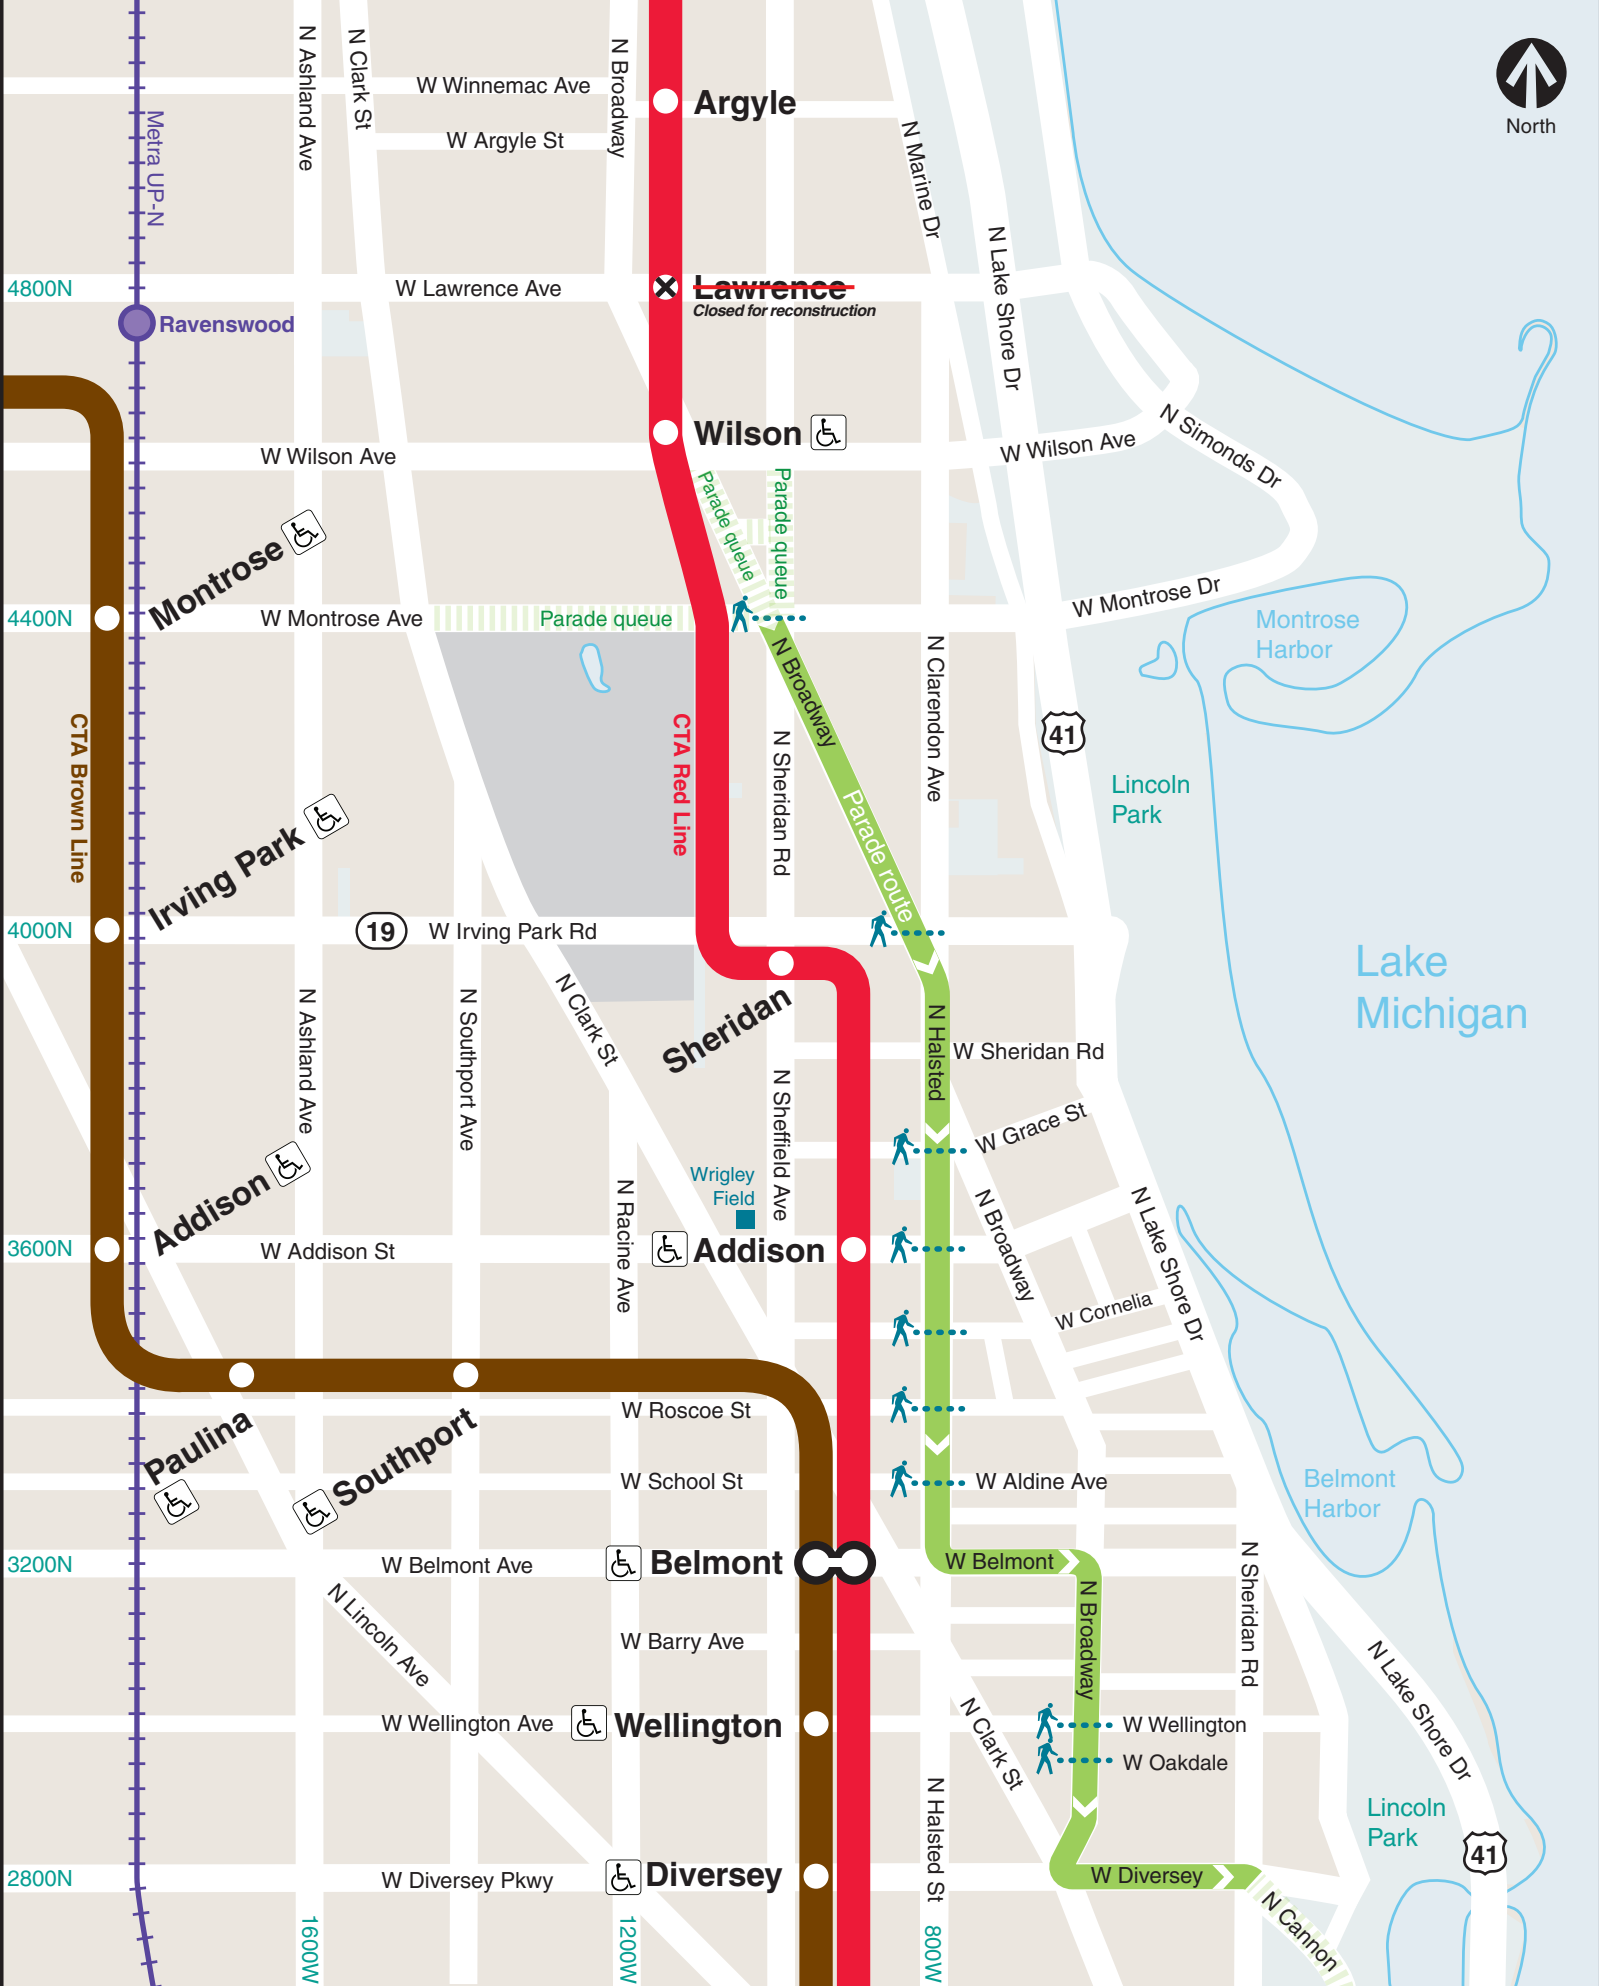 North
N Ashland Ave
N Clark St
N Broadway
W Winnemac Ave
Argyle
W Argyle St
Metra UP-N
N Marine Dr
N Lake Shore Dr
4800N
W Lawrence Ave
Lawrence
Closed for reconstruction
Ravenswood
Wilson
W Wilson Ave
W Wilson Ave
N Simonds Dr
Parade queue
Parade queue
Montrose
4400N
W Montrose Ave
Parade queue
W Montrose Dr
Montrose
Harbor
N Broadway
N Clarendon Ave
CTA Brown Line
CTA Red Line
N Sheridan Rd
41
Lincoln
Park
Parade route
Irving Park
4000N
19
W Irving Park Rd
Lake
Michigan
Sheridan
N Ashland Ave
N Southport Ave
N Clark St
N Halsted
W Sheridan Rd
N Sheffield Ave
W Grace St
Addison
Wrigley
Field
N Racine Ave
N Broadway
N Lake Shore Dr
3600N
W Addison St
Addison
W Cornelia
Paulina
Southport
W Roscoe St
W School St
W Aldine Ave
Belmont
Harbor
3200N
W Belmont Ave
Belmont
W Belmont
N Lincoln Ave
N Broadway
N Sheridan Rd
W Barry Ave
N Lake Shore Dr
W Wellington Ave
Wellington
N Clark St
W Wellington
W Oakdale
N Halsted St
Lincoln
Park
41
2800N
W Diversey Pkwy
Diversey
W Diversey
N Cannon
1600W
1200W
800W